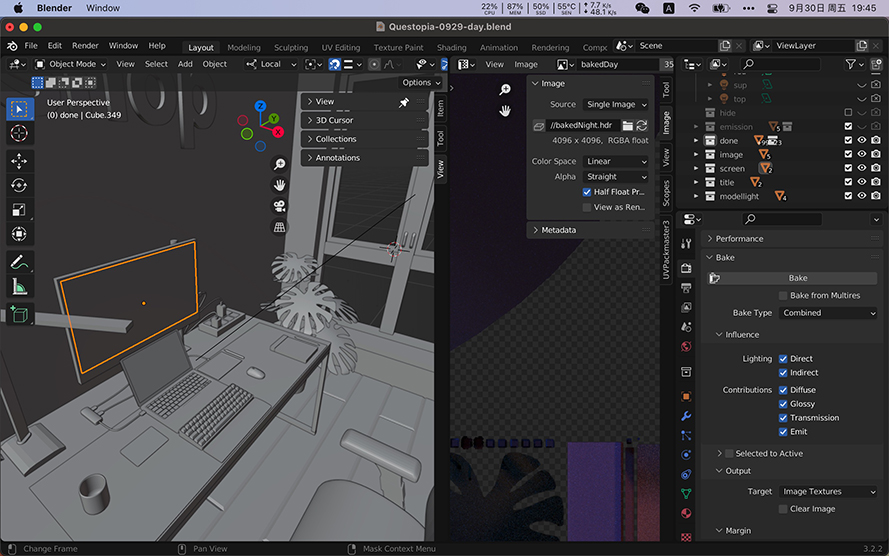 Blender Window
22% CPU 87% MEM 50% SSD 55°C SEN 7.7 K/s 48.1 K/s A 9月30日 周五 19:45
Questopia-0929-day.blend
File Edit Render Window Help Layout Modeling Sculpting UV Editing Texture Paint Shading Animation Rendering Compo Scene ViewLayer
Object Mode View Select Add Object Local
Options
User Perspective
(0) done | Cube.349
Z
Y
X
View
3D Cursor
Collections
Annotations
Item
Tool
View
View Image bakedDay 35
Image
Source Single Image
//bakedNight.hdr
4096 x 4096, RGBA float
Color Space Linear
Alpha Straight
Half Float Pr...
View as Ren...
Metadata
Tool
Image
View
Scopes
UVPackmaster3
sup
top
hide
emission 5
done 23
image 5
screen 2
title 2
modellight 4
Performance
Bake
Bake
Bake from Multires
Bake Type Combined
Influence
Lighting Direct
Indirect
Contributions Diffuse
Glossy
Transmission
Emit
Selected to Active
Output
Target Image Textures
Clear Image
Margin
Change Frame Pan View Mask Context Menu 3.2.2